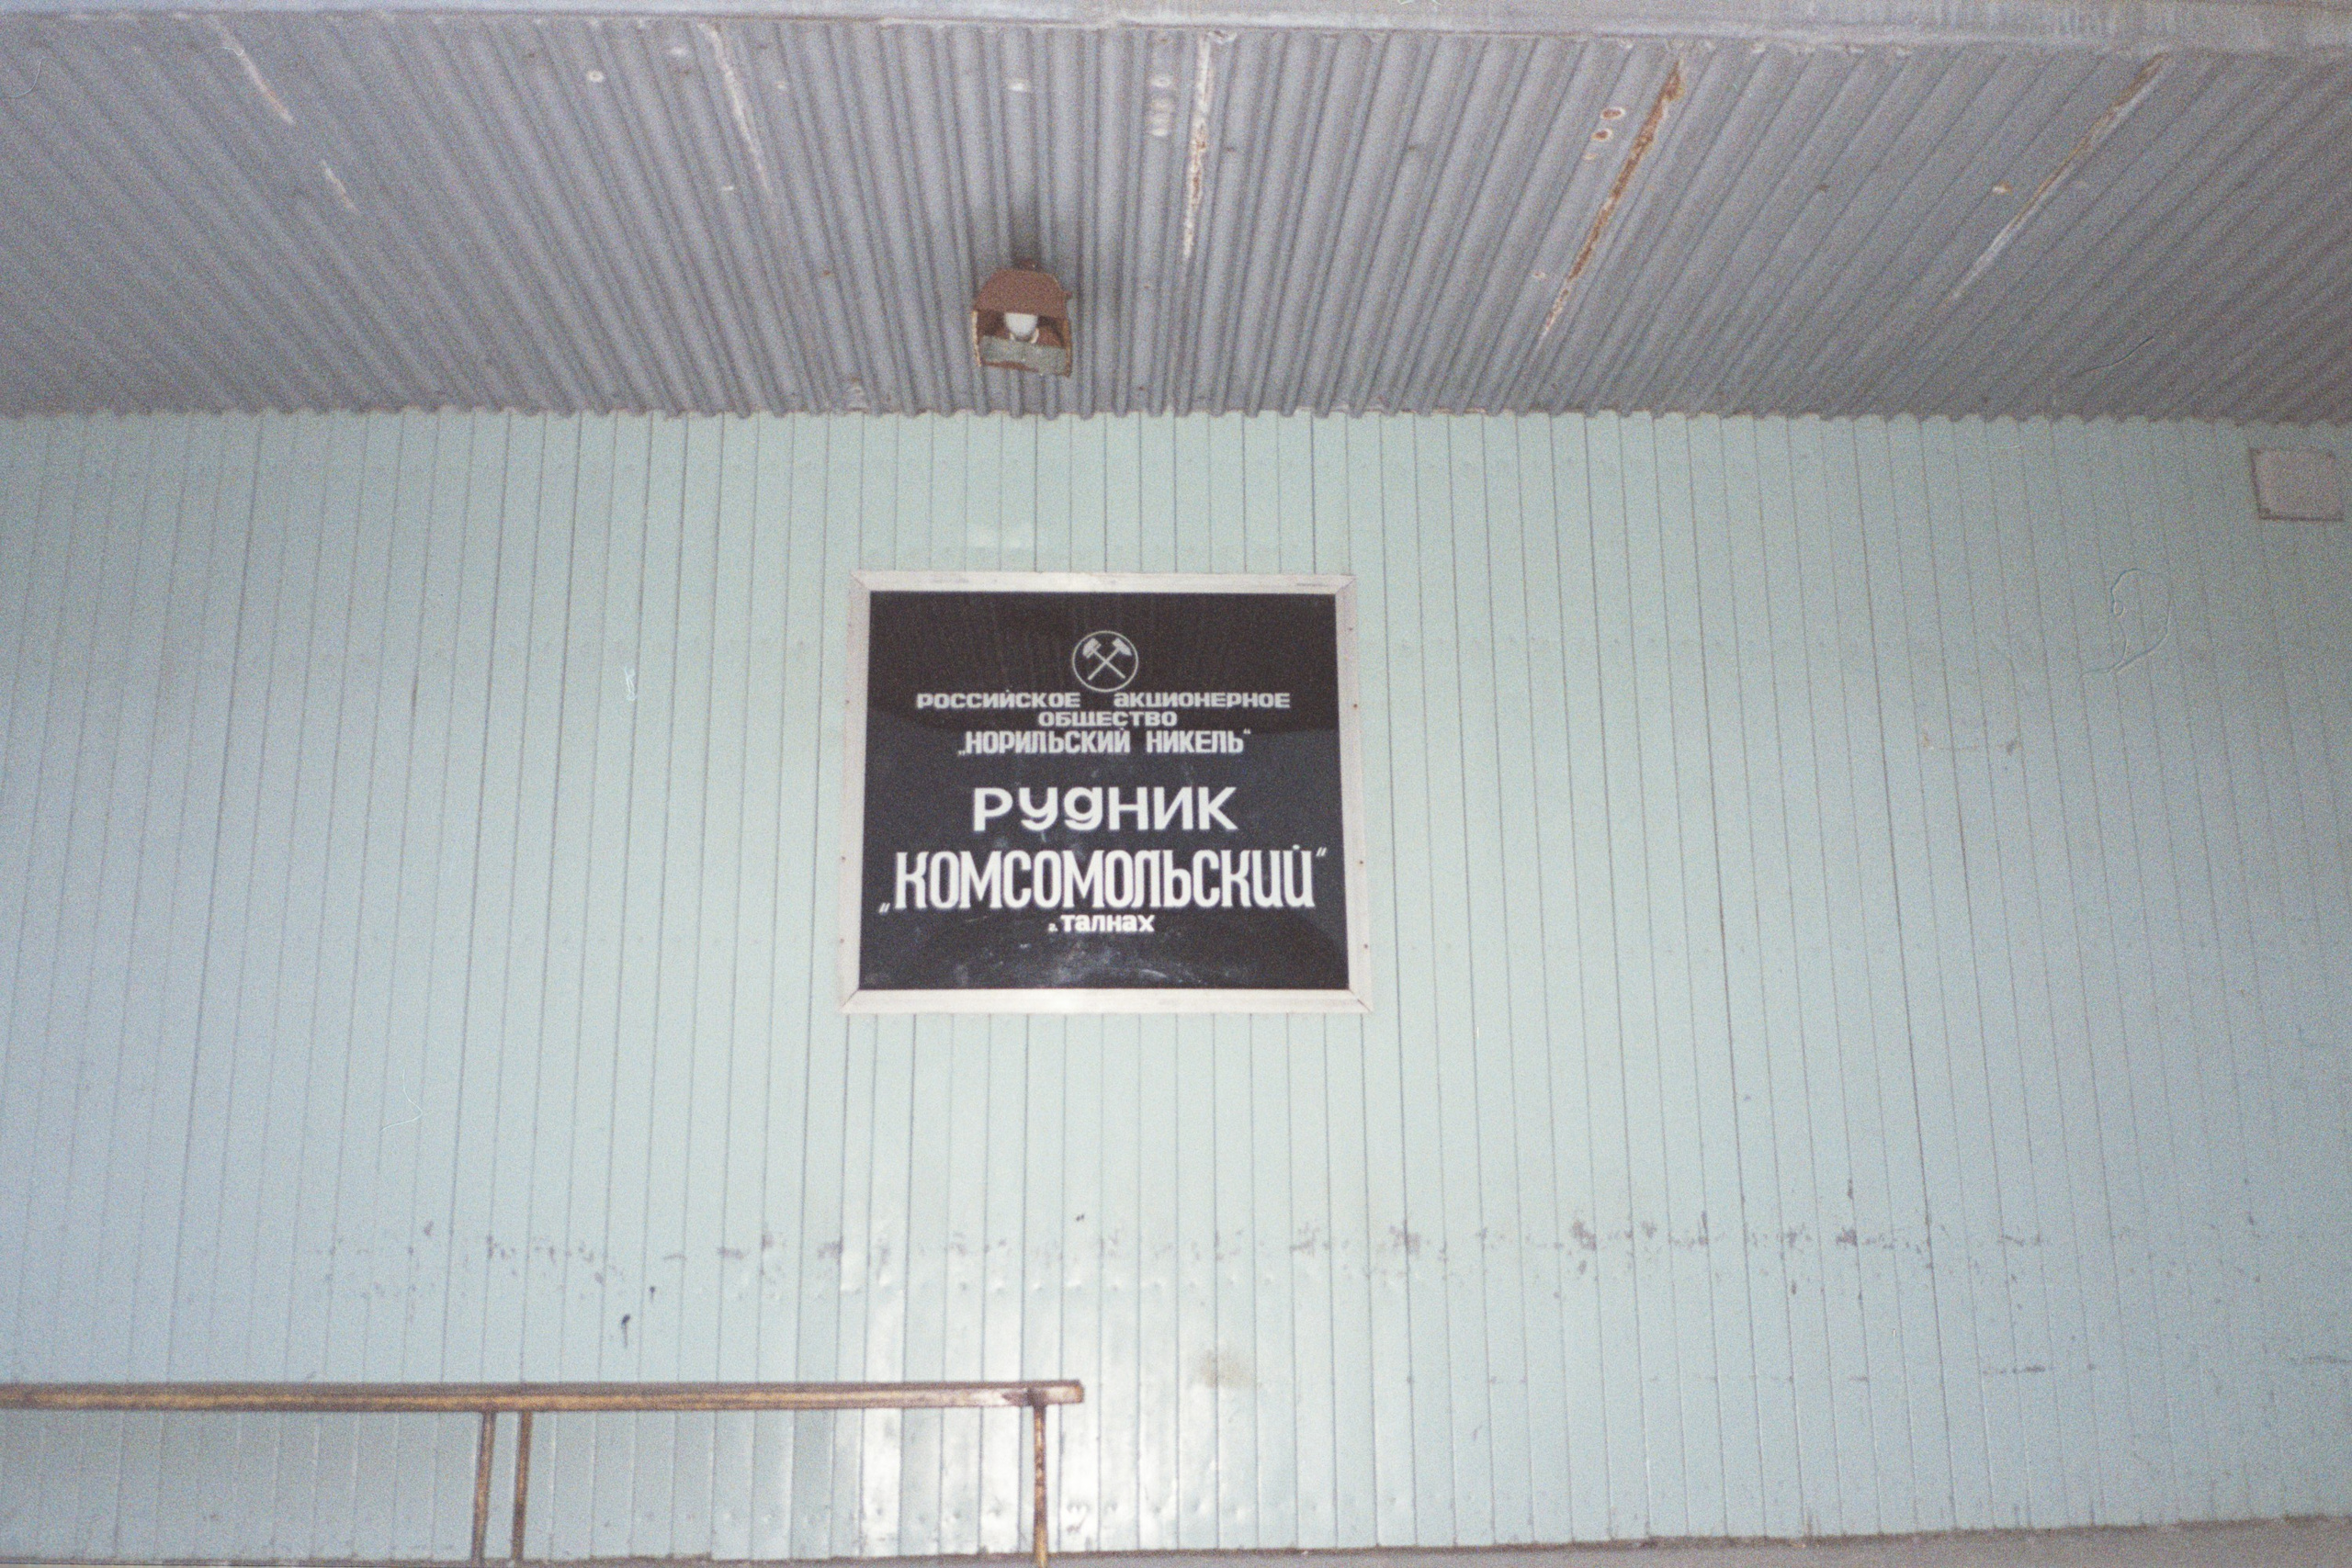 РОССИЙСКОЕ АКЦИОНЕРНОЕ
ОБЩЕСТВО
„НОРИЛЬСКИЙ НИКЕЛЬ“
РУДНИК
„КОМСОМОЛЬСКИЙ“
г. ТАЛНАХ